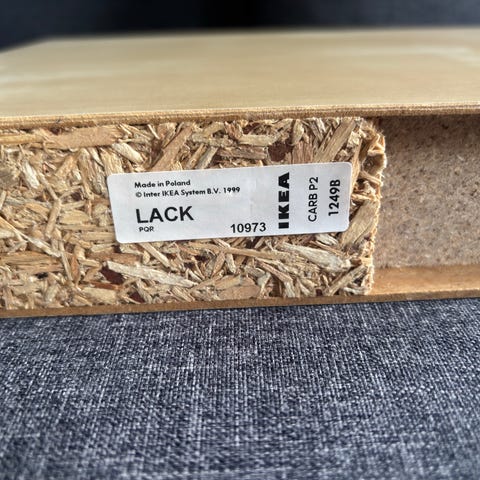 Made in Poland
© Inter IKEA System B.V. 1999
LACK
PQR
10973
IKEA
CARB P2
1249B